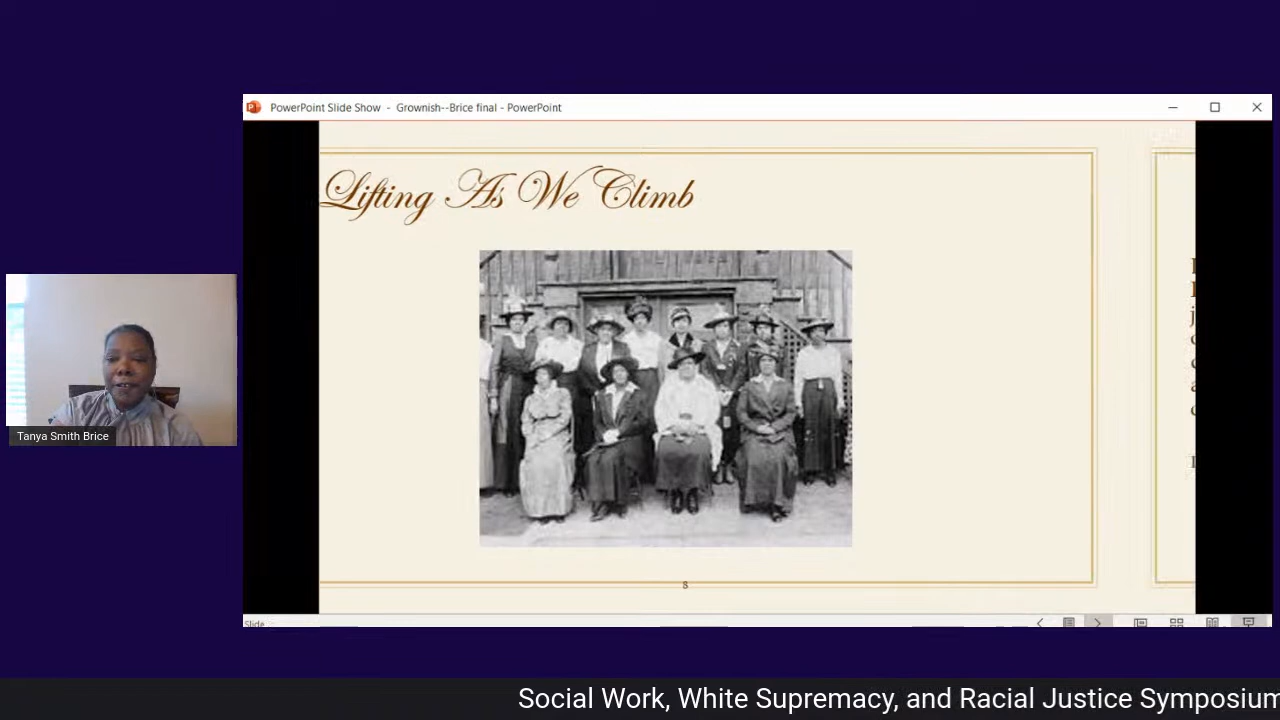 PowerPoint Slide Show - Grownish--Brice final - PowerPoint
Lifting As We Climb
8
Slide
Tanya Smith Brice
Social Work, White Supremacy, and Racial Justice Symposium